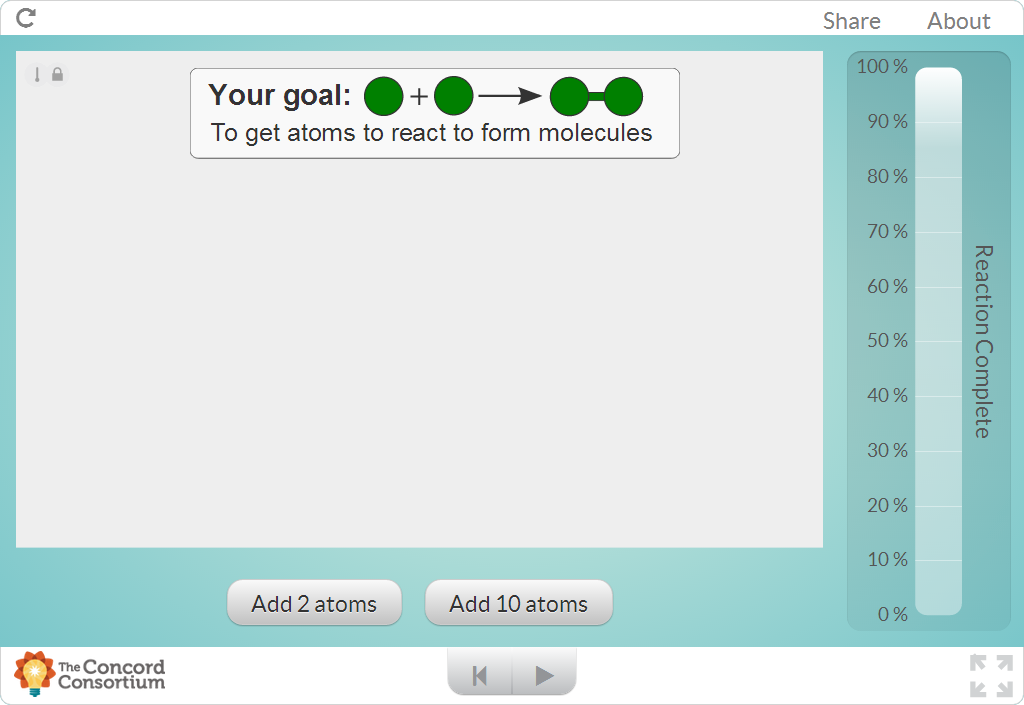 Share About
Your goal: +
To get atoms to react to form molecules
100 %
90 %
80 %
70 %
60 %
50 %
40 %
30 %
20 %
10 %
0 %
Reaction Complete
Add 2 atoms Add 10 atoms
The Concord
Consortium